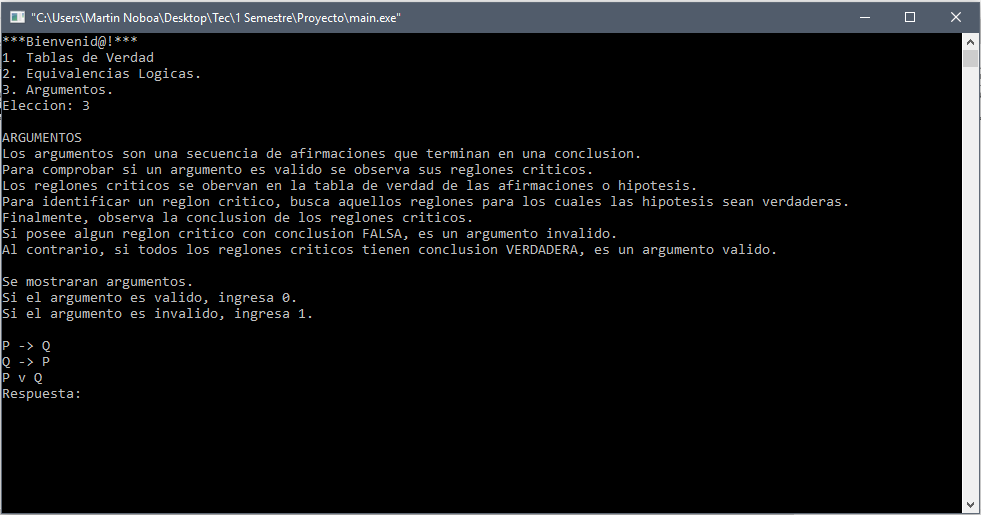 "C:\Users\Martin Noboa\Desktop\Tec\1 Semestre\Proyecto\main.exe"
***Bienvenid@!***
1. Tablas de Verdad
2. Equivalencias Logicas.
3. Argumentos.
Eleccion: 3
ARGUMENTOS
Los argumentos son una secuencia de afirmaciones que terminan en una conclusion.
Para comprobar si un argumento es valido se observa sus reglones criticos.
Los reglones criticos se obervan en la tabla de verdad de las afirmaciones o hipotesis.
Para identificar un reglon critico, busca aquellos reglones para los cuales las hipotesis sean verdaderas.
Finalmente, observa la conclusion de los reglones criticos.
Si posee algun reglon critico con conclusion FALSA, es un argumento invalido.
Al contrario, si todos los reglones criticos tienen conclusion VERDADERA, es un argumento valido.
Se mostraran argumentos.
Si el argumento es valido, ingresa 0.
Si el argumento es invalido, ingresa 1.
P -> Q
Q -> P
P v Q
Respuesta: